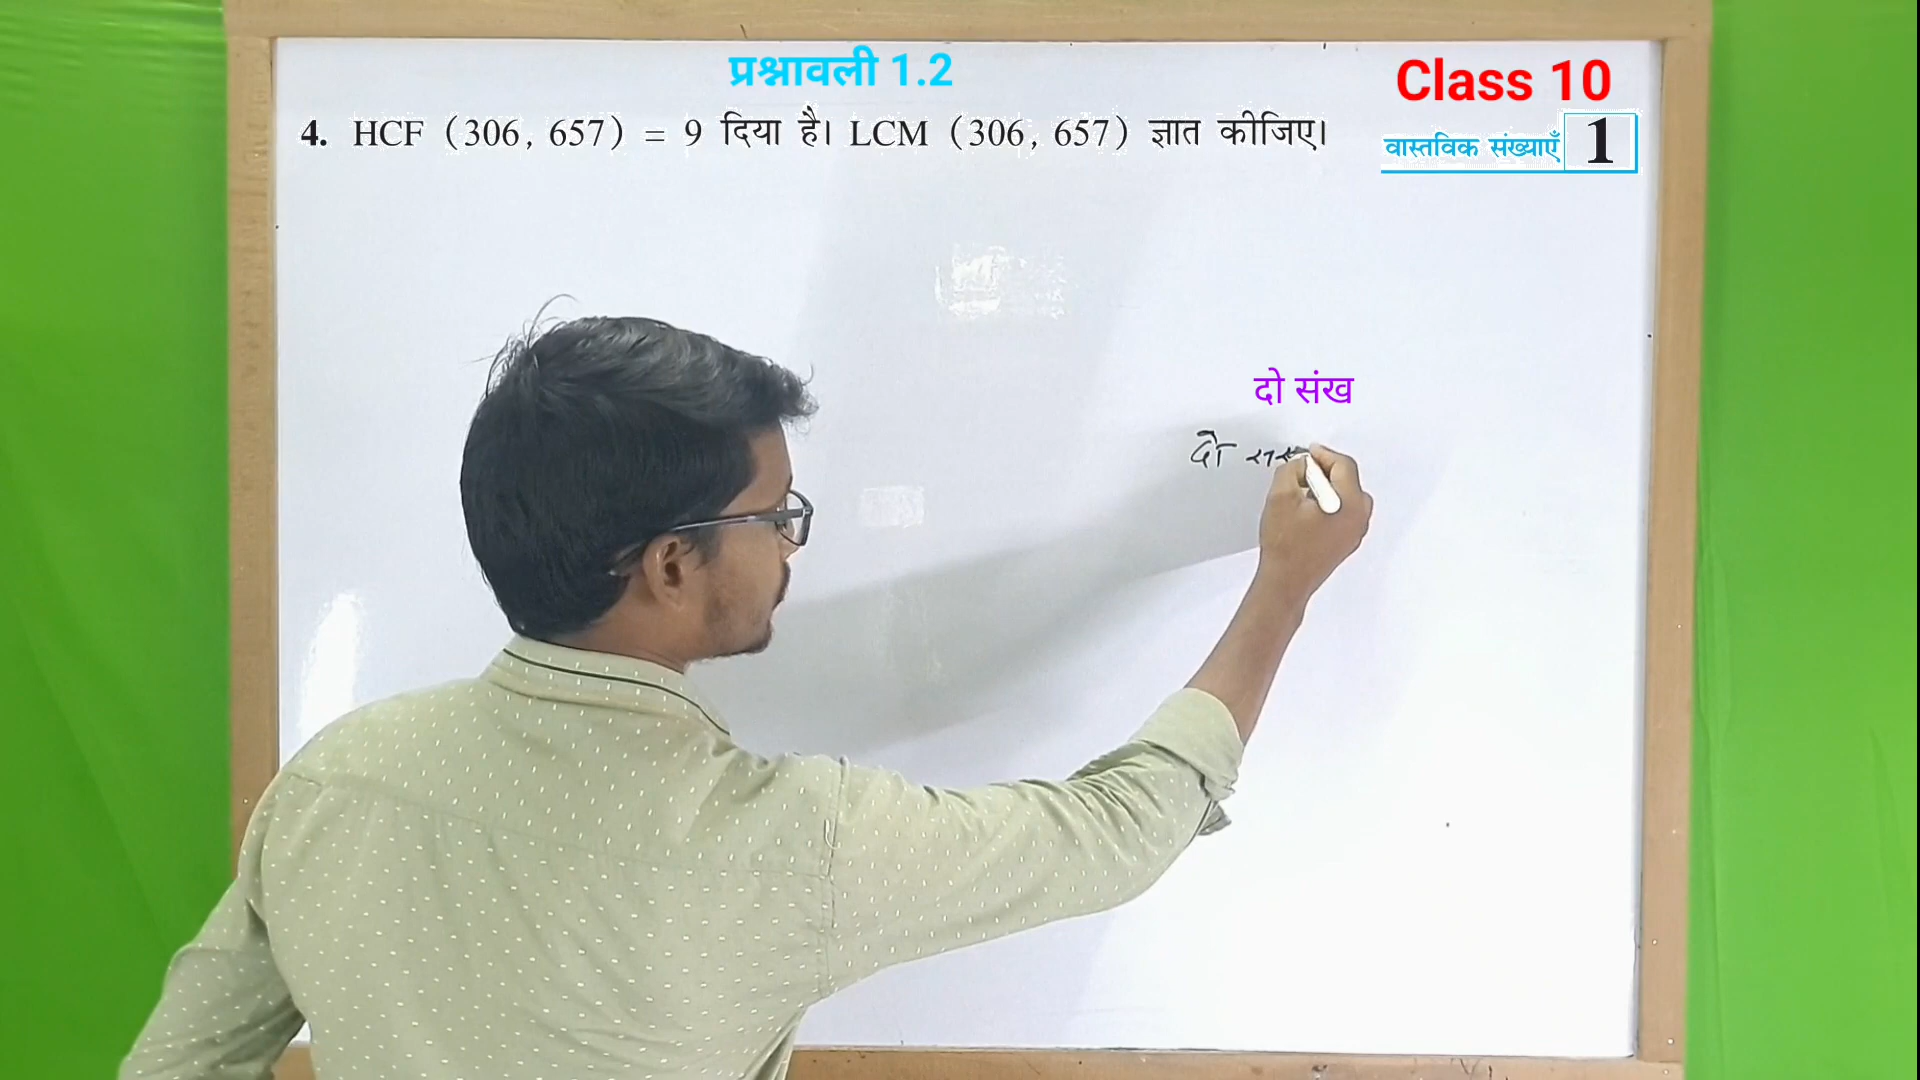 प्रश्नावली 1.2
Class 10
4. HCF (306, 657) = 9 दिया है। LCM (306, 657) ज्ञात कीजिए।
वास्तविक संख्याएँ 1
दो संख
दो